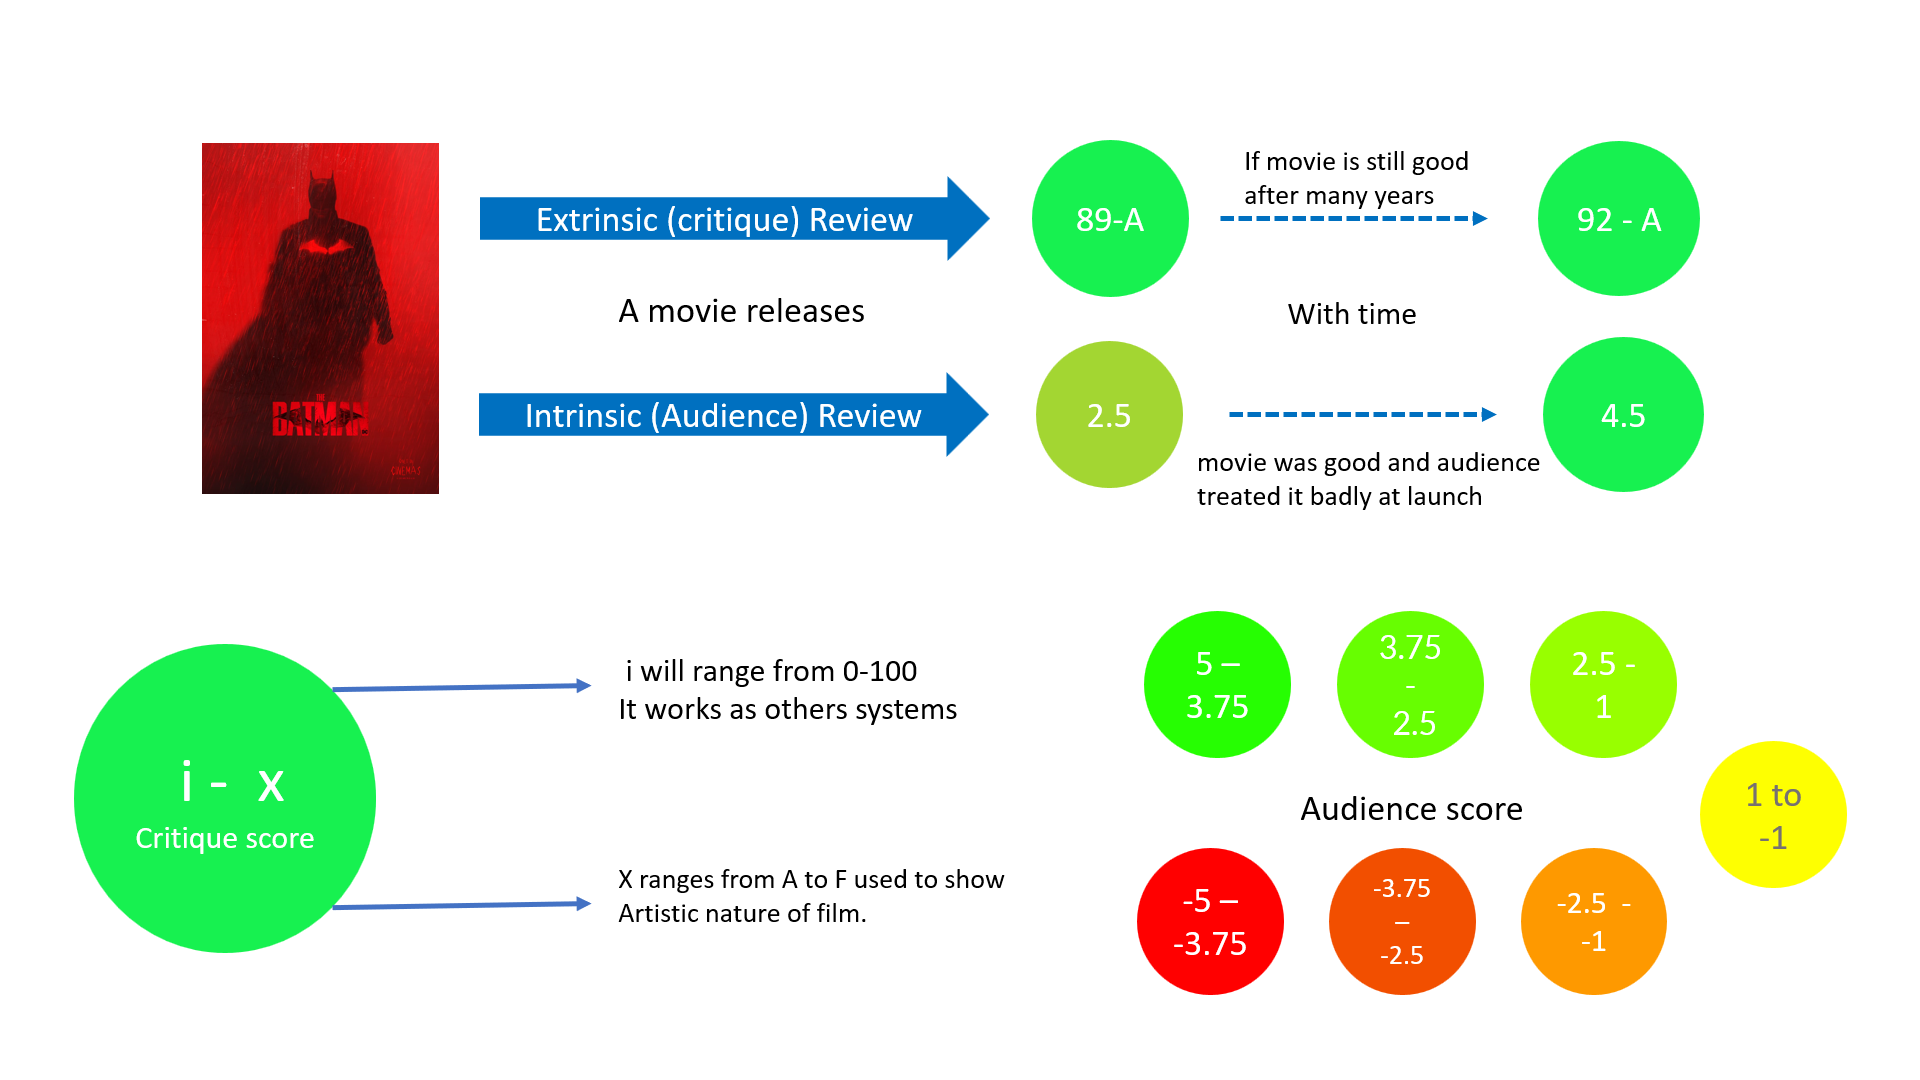 Extrinsic (critique) Review
89-A
If movie is still good
after many years
92 - A
A movie releases
With time
Intrinsic (Audience) Review
2.5
movie was good and audience
treated it badly at launch
4.5
THE
BATMAN
CINEMAS
i - x
Critique score
i will range from 0-100
It works as others systems
X ranges from A to F used to show
Artistic nature of film.
5 –
3.75
3.75
-
2.5
2.5 -
1
1 to
-1
Audience score
-5 –
-3.75
-3.75
–
-2.5
-2.5 -
-1